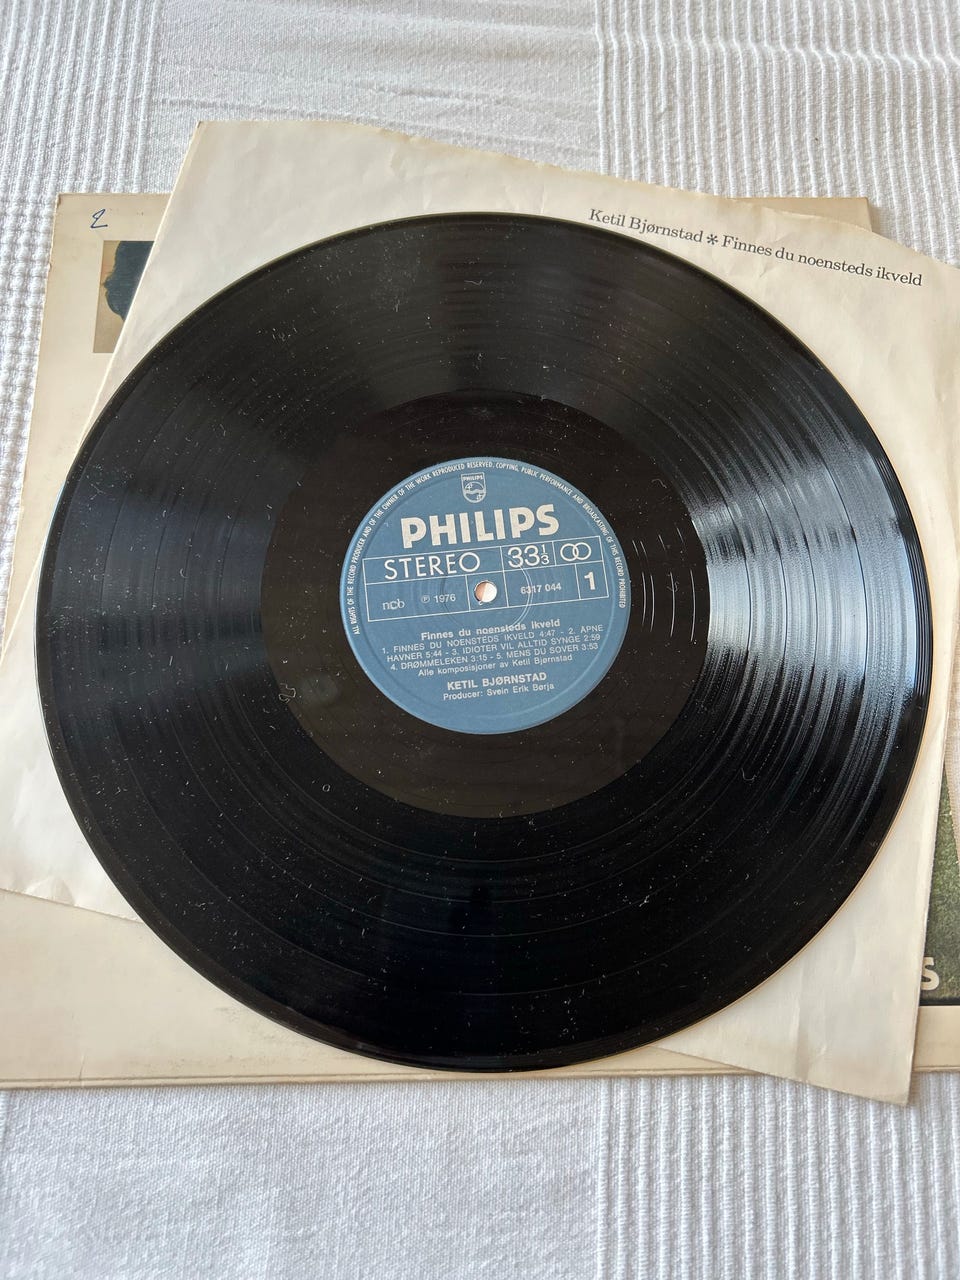 2
Ketil Bjørnstad * Finnes du noensteds ikveld
ALL RIGHTS OF THE RECORD PRODUCER AND OF THE OWNER OF THE WORK REPRODUCED RESERVED. COPYING, PUBLIC PERFORMANCE AND BROADCASTING OF THIS RECORD PROHIBITED
PHILIPS
PHILIPS
STEREO 33 1/3
ncb ℗ 1976 6317 044 1
Finnes du noensteds ikveld
1. FINNES DU NOENSTEDS IKVELD 4:47 - 2. ÅPNE
HAVNER 5:44 - 3. IDIOTER VIL ALLTID SYNGE 2:59
4. DRØMMELEKEN 3:15 - 5. MENS DU SOVER 3:53
Alle komposisjoner av Ketil Bjørnstad
KETIL BJØRNSTAD
Producer: Svein Erik Børja
S